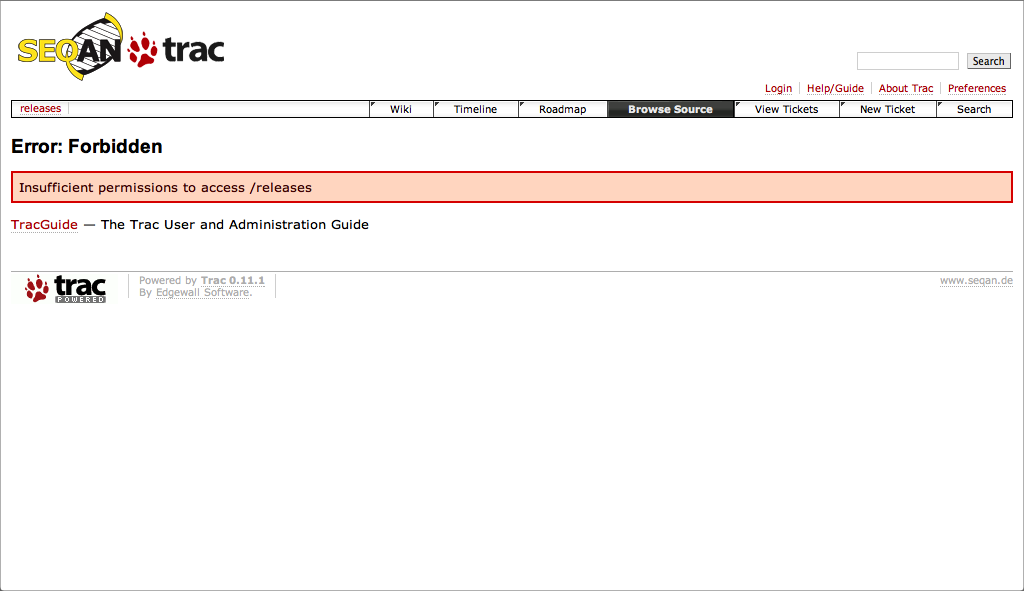 SEQAN trac
Search
Login Help/Guide About Trac Preferences
releases Wiki Timeline Roadmap Browse Source View Tickets New Ticket Search
Error: Forbidden
Insufficient permissions to access /releases
TracGuide — The Trac User and Administration Guide
trac POWERED
Powered by Trac 0.11.1
By Edgewall Software.
www.seqan.de